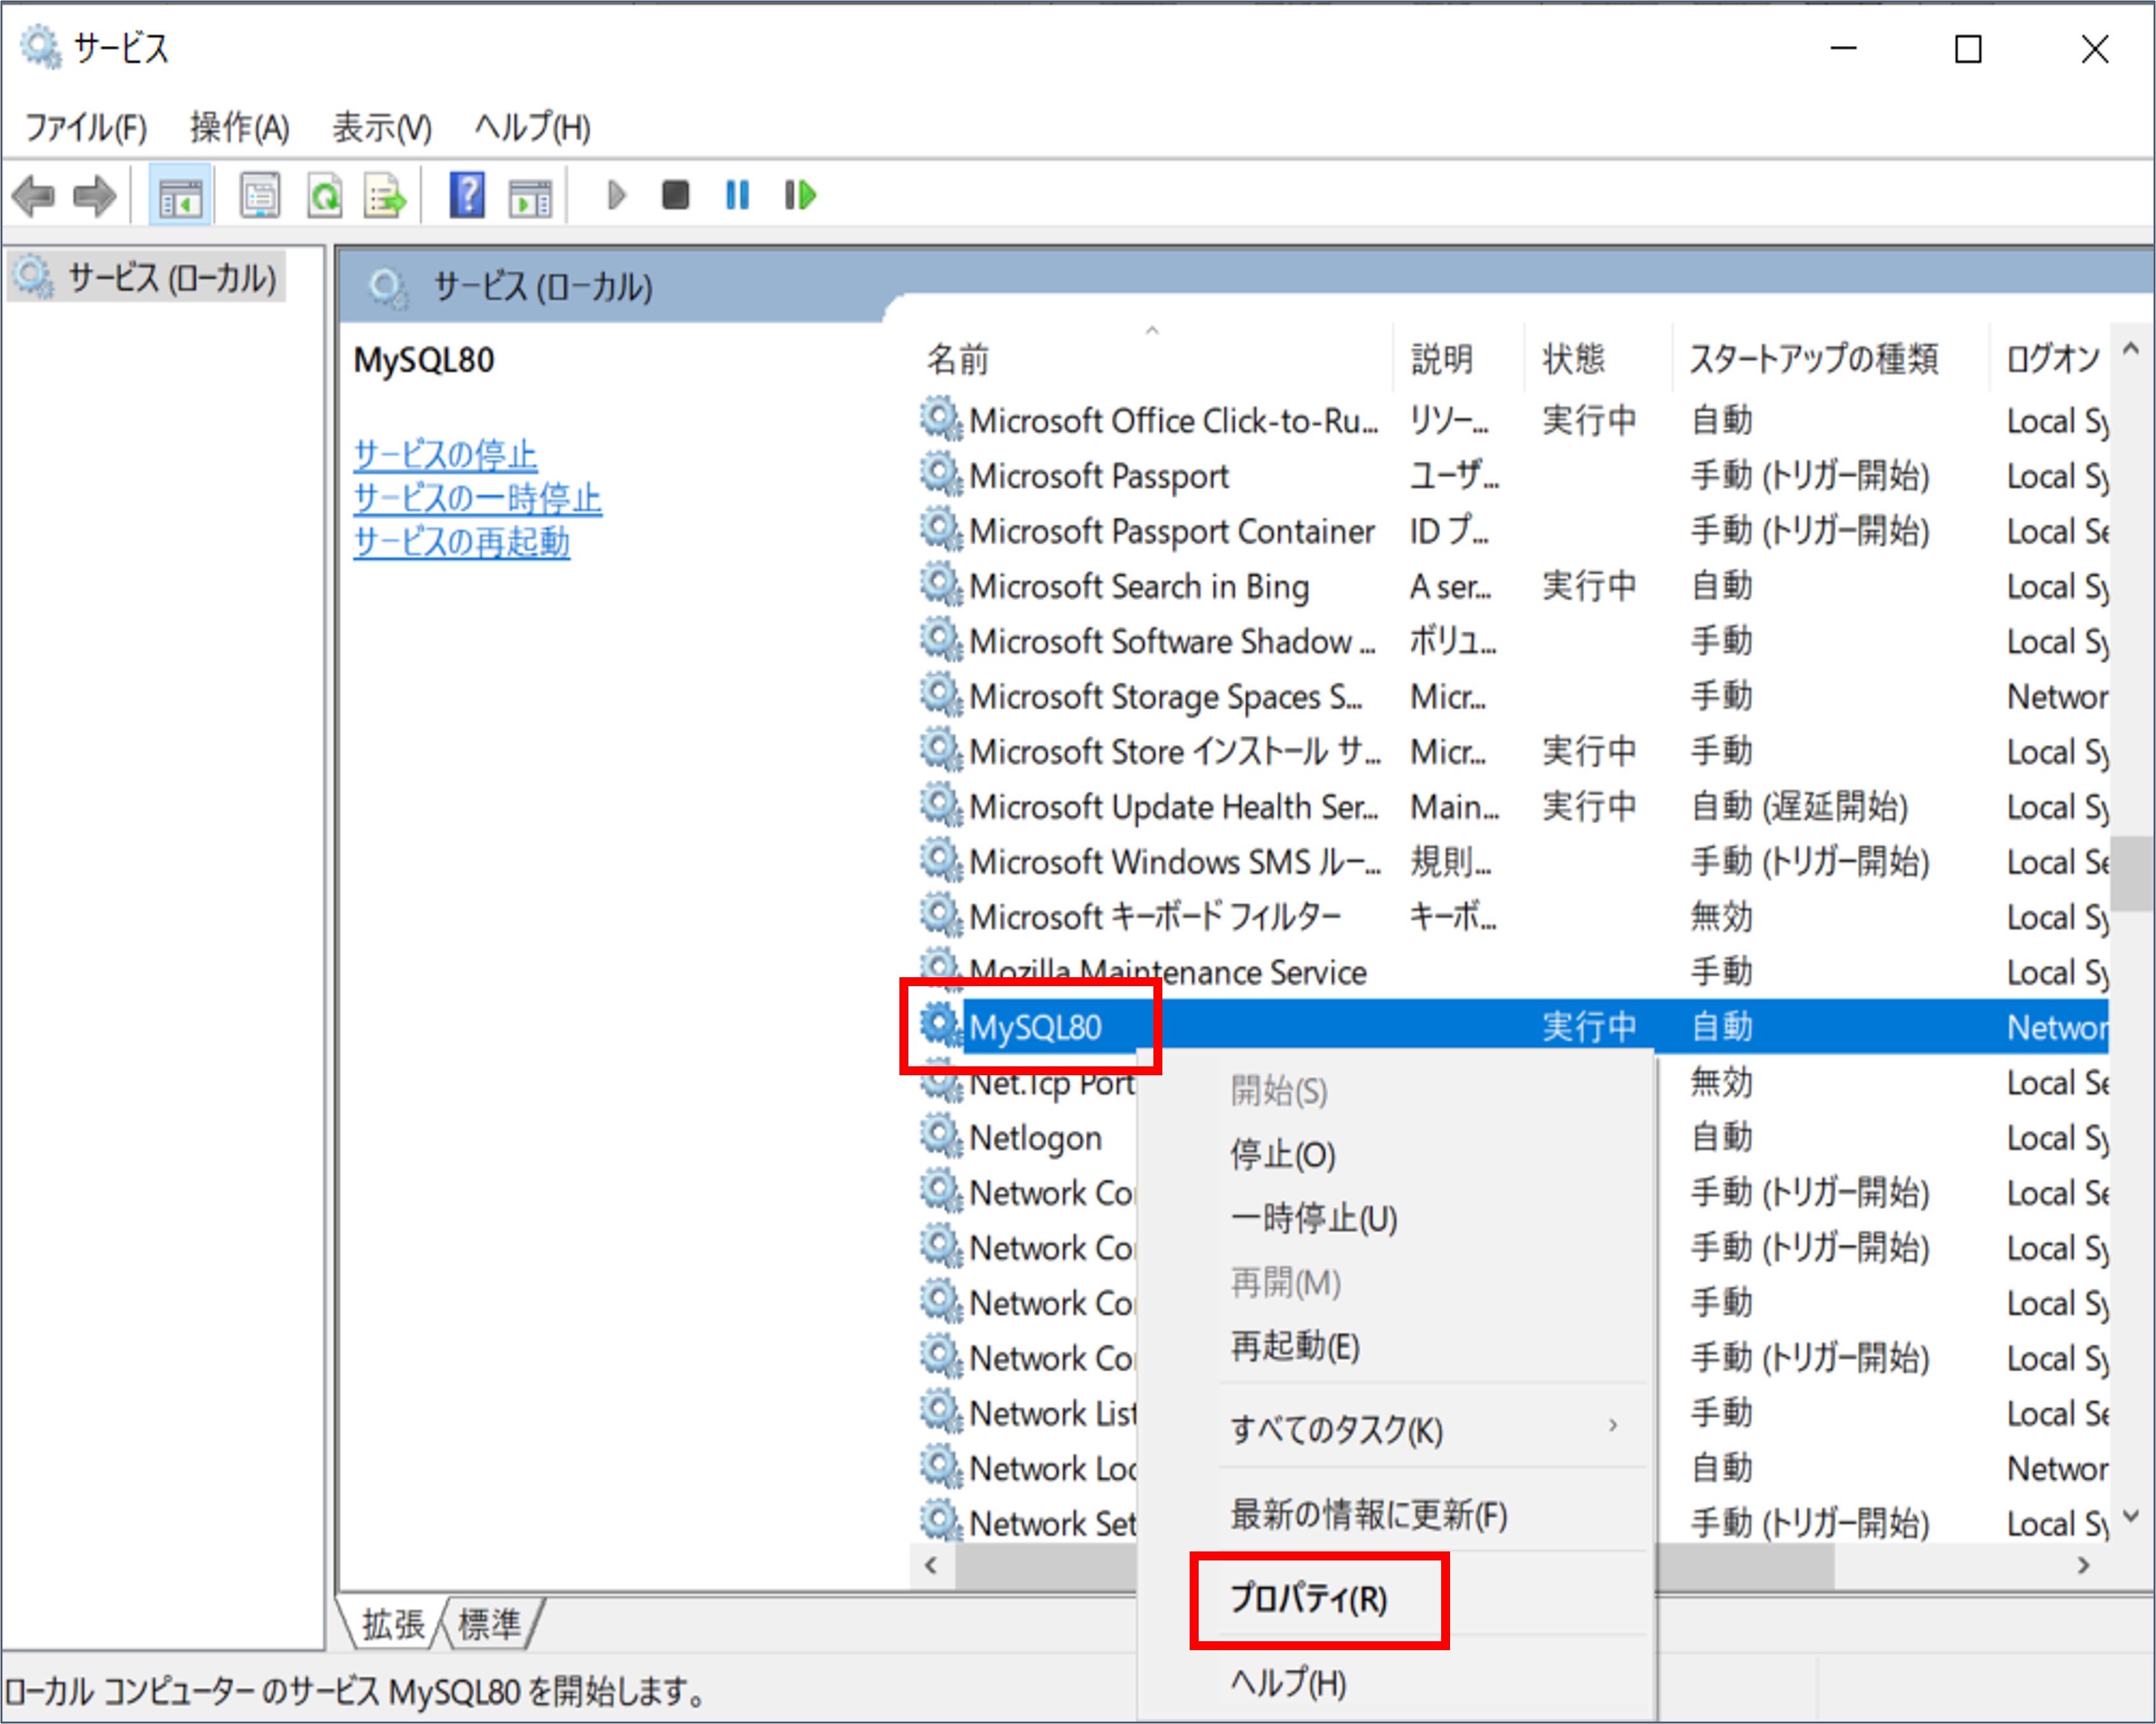 サービス
ファイル(F) 操作(A) 表示(V) ヘルプ(H)
サービス (ローカル)
サービス (ローカル)
MySQL80
サービスの停止
サービスの一時停止
サービスの再起動
名前 説明 状態 スタートアップの種類 ログオン
Microsoft Office Click-to-Ru... リソー... 実行中 自動 Local Sy
Microsoft Passport ユーザ... 手動 (トリガー開始) Local Sy
Microsoft Passport Container ID プ... 手動 (トリガー開始) Local Se
Microsoft Search in Bing A ser... 実行中 自動 Local Sy
Microsoft Software Shadow ... ボリュ... 手動 Local Sy
Microsoft Storage Spaces S... Micr... 手動 Networ
Microsoft Store インストール サ... Micr... 実行中 手動 Local Sy
Microsoft Update Health Ser... Main... 実行中 自動 (遅延開始) Local Sy
Microsoft Windows SMS ルー... 規則... 手動 (トリガー開始) Local Se
Microsoft キーボード フィルター キーボ... 無効 Local Sy
Mozilla Maintenance Service 手動 Local Sy
MySQL80 実行中 自動 Networ
Net.Tcp Port 無効 Local Se
Netlogon 自動 Local Sy
Network Co 手動 (トリガー開始) Local Se
Network Co 手動 (トリガー開始) Local Sy
Network Co 手動 Local Sy
Network Co 手動 (トリガー開始) Local Sy
Network List 手動 Local Se
Network Loc 自動 Networ
Network Set 手動 (トリガー開始) Local Sy
開始(S)
停止(O)
一時停止(U)
再開(M)
再起動(E)
すべてのタスク(K)
最新の情報に更新(F)
プロパティ(R)
ヘルプ(H)
拡張 標準
ローカル コンピューター のサービス MySQL80 を開始します。